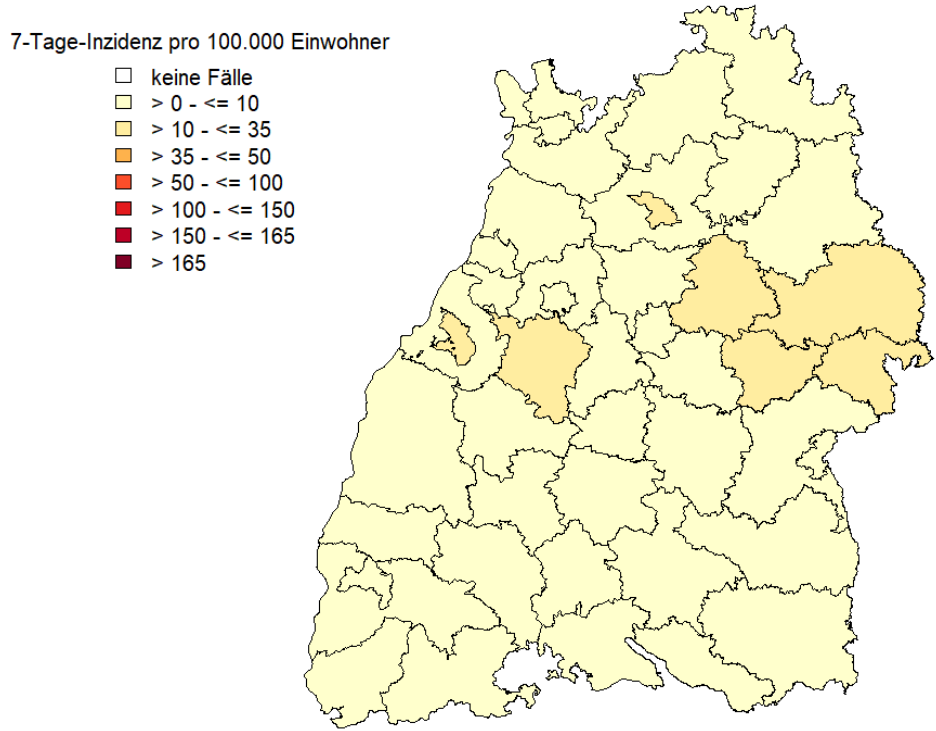 7-Tage-Inzidenz pro 100.000 Einwohner
keine Fälle
> 0 - <= 10
> 10 - <= 35
> 35 - <= 50
> 50 - <= 100
> 100 - <= 150
> 150 - <= 165
> 165